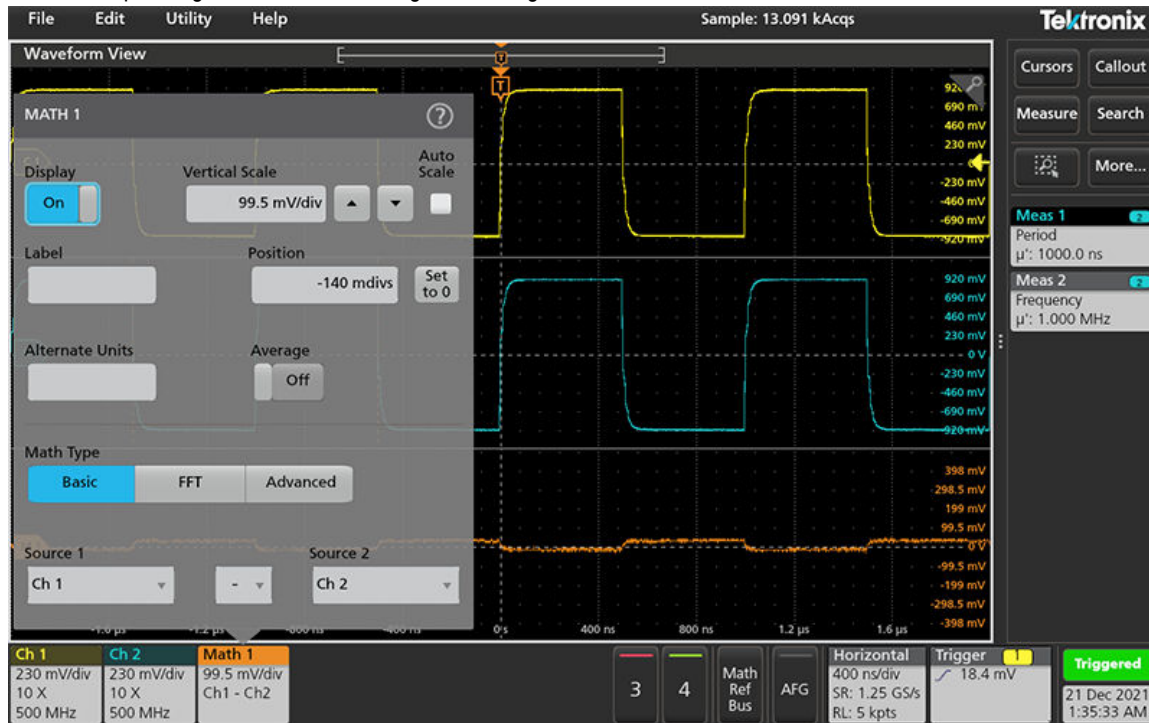 File Edit Utility Help Sample: 13.091 kAcqs Tektronix
Waveform View
T
T
Cursors Callout
Measure Search
More...
Meas 1 2
Period
µ': 1000.0 ns
Meas 2 2
Frequency
µ': 1.000 MHz
MATH 1 ?
Display
On
Vertical Scale
99.5 mV/div
Auto
Scale
Label
Position
-140 mdivs
Set
to 0
Alternate Units
Average
Off
Math Type
Basic FFT Advanced
Source 1
Ch 1
-
Source 2
Ch 2
690 m
460 mV
230 mV
-230 mV
-460 mV
-690 mV
-920 mV
920 mV
690 mV
460 mV
230 mV
0 V
-230 mV
-460 mV
-690 mV
-920 mV
398 mV
298.5 mV
199 mV
99.5 mV
0 V
-99.5 mV
-199 mV
-298.5 mV
-398 mV
0 s 400 ns 800 ns 1.2 µs 1.6 µs
Ch 1
230 mV/div
10 X
500 MHz
Ch 2
230 mV/div
10 X
500 MHz
Math 1
99.5 mV/div
Ch1 - Ch2
3
4
Math
Ref
Bus
AFG
Horizontal
400 ns/div
SR: 1.25 GS/s
RL: 5 kpts
Trigger 1
18.4 mV
Triggered
21 Dec 2021
1:35:33 AM